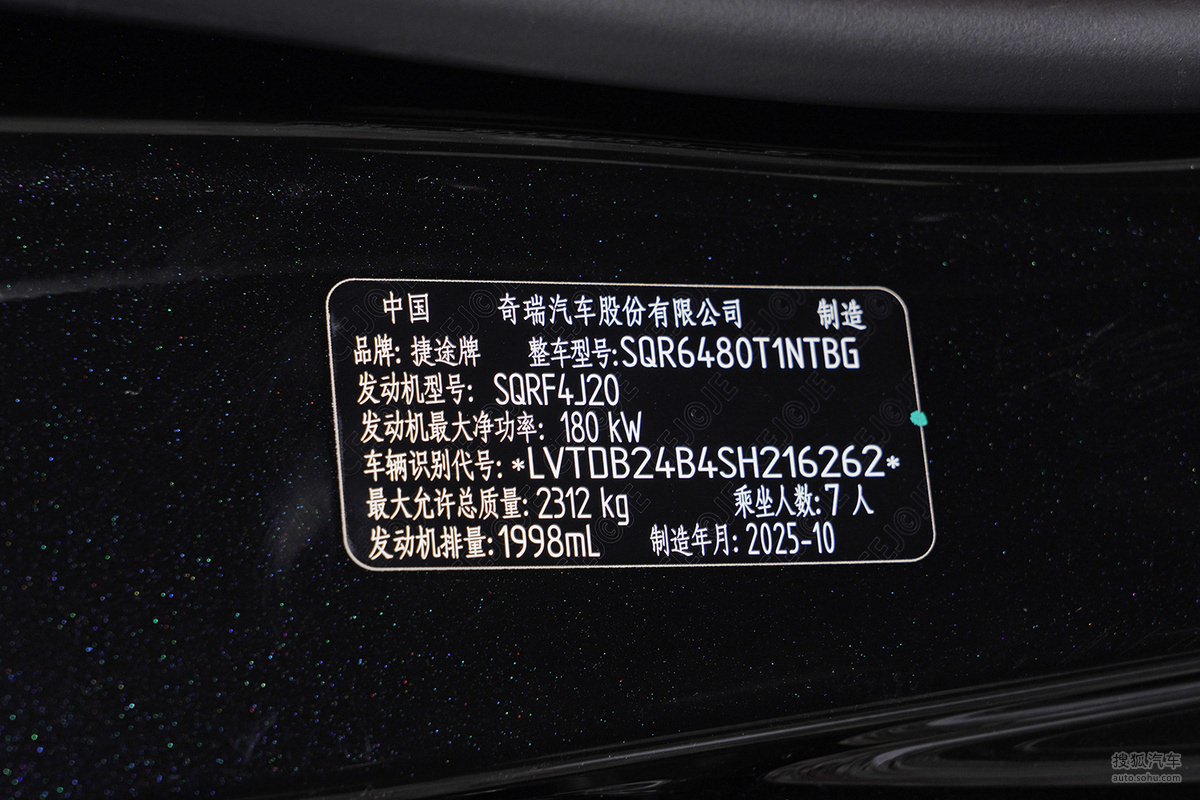 中国 奇瑞汽车股份有限公司 制造
品牌: 捷途牌 整车型号:SQR6480T1NTBG
发动机型号: SQRF4J20
发动机最大净功率: 180 kW
车辆识别代号: *LVTDB24B4SH216262*
最大允许总质量: 2312 kg 乘坐人数: 7 人
发动机排量: 1998mL 制造年月: 2025-10
搜狐汽车
auto.sohu.com